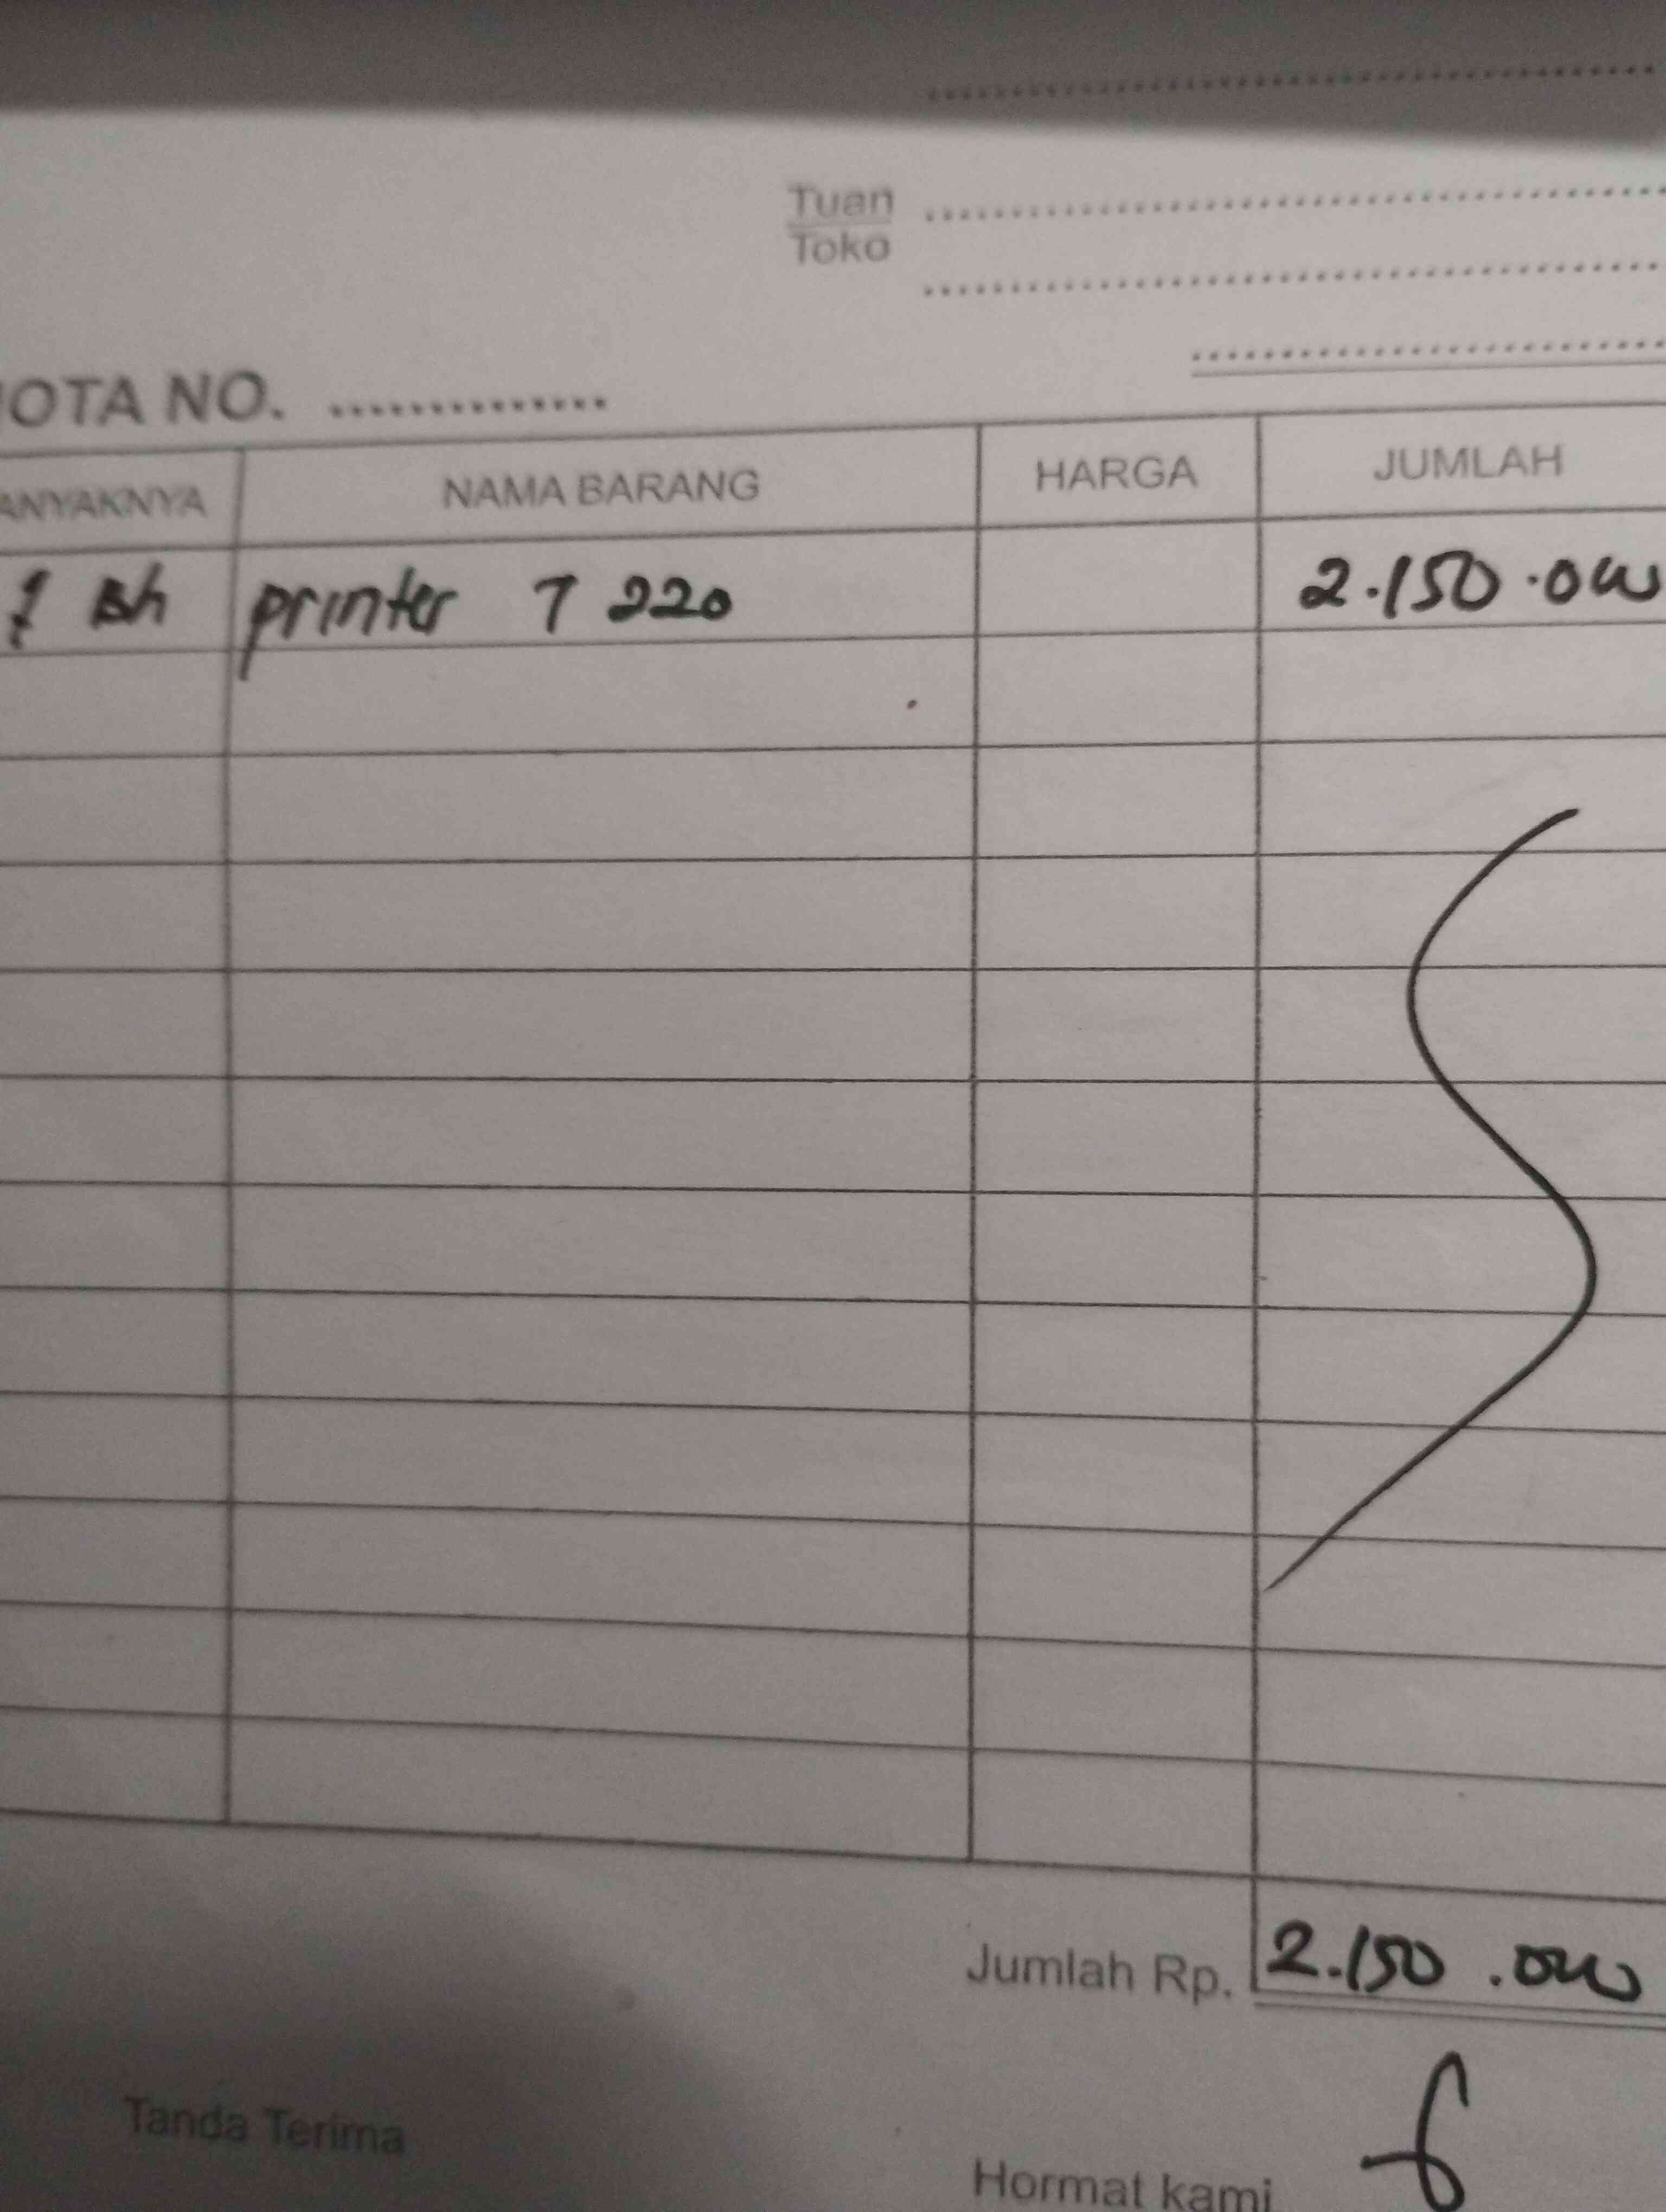 Tuan
Toko
OTA NO. ..............
ANYAKNYA NAMA BARANG HARGA JUMLAH
1 Bh printer T 220 2.150.000
Jumlah Rp. 2.150.000
Tanda Terima
Hormat kami